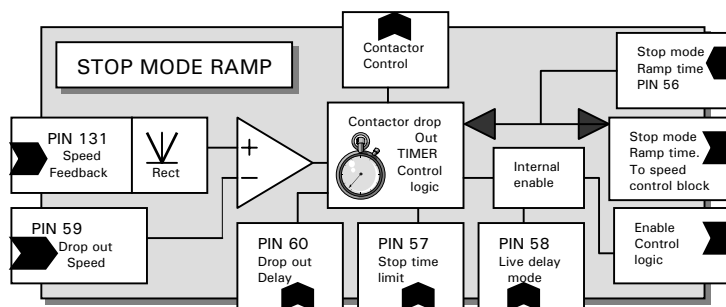 STOP MODE RAMP
Contactor
Control
Stop mode
Ramp time
PIN 56
PIN 131
Speed
Feedback
Rect
+
−
Contactor drop
Out
TIMER
Control
logic
Internal
enable
Stop mode
Ramp time.
To speed
control block
PIN 59
Drop out
Speed
PIN 60
Drop out
Delay
PIN 57
Stop time
limit
PIN 58
Live delay
mode
Enable
Control
logic